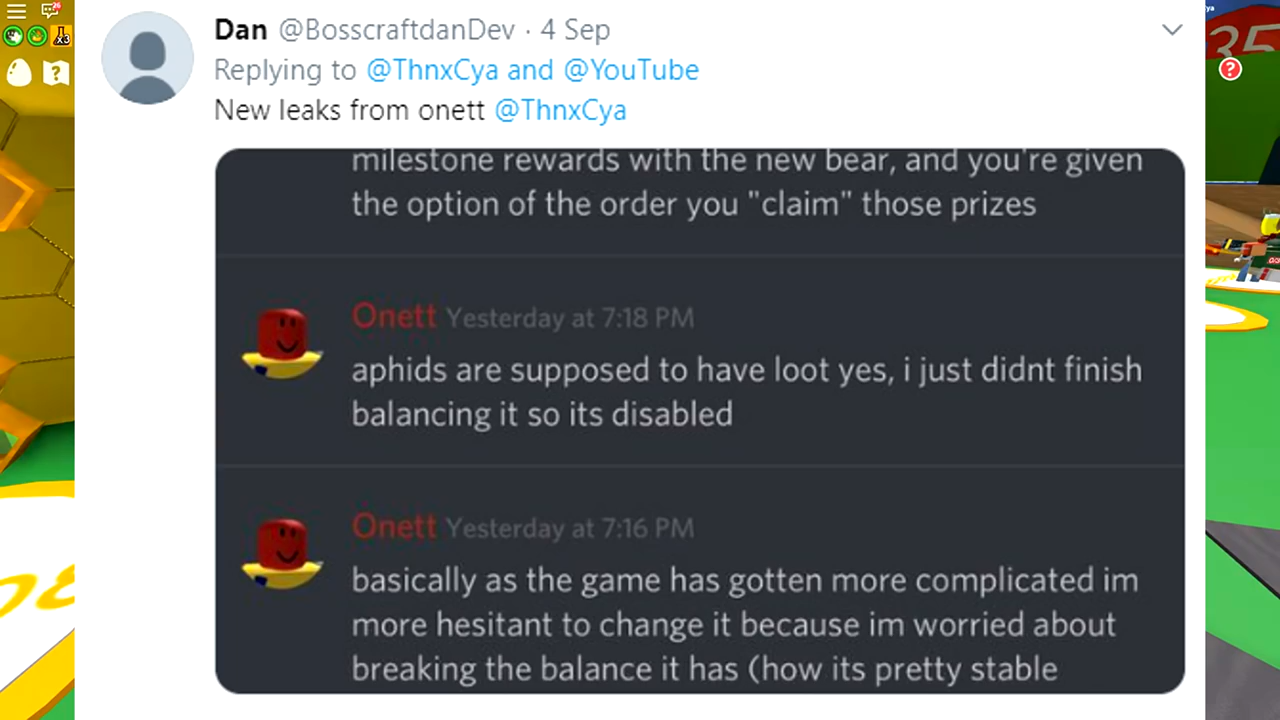 Dan @BosscraftdanDev · 4 Sep
Replying to @ThnxCya and @YouTube
New leaks from onett @ThnxCya
milestone rewards with the new bear, and you're given
the option of the order you "claim" those prizes
Onett Yesterday at 7:18 PM
aphids are supposed to have loot yes, i just didnt finish
balancing it so its disabled
Onett Yesterday at 7:16 PM
basically as the game has gotten more complicated im
more hesitant to change it because im worried about
breaking the balance it has (how its pretty stable
x3
?
35
?